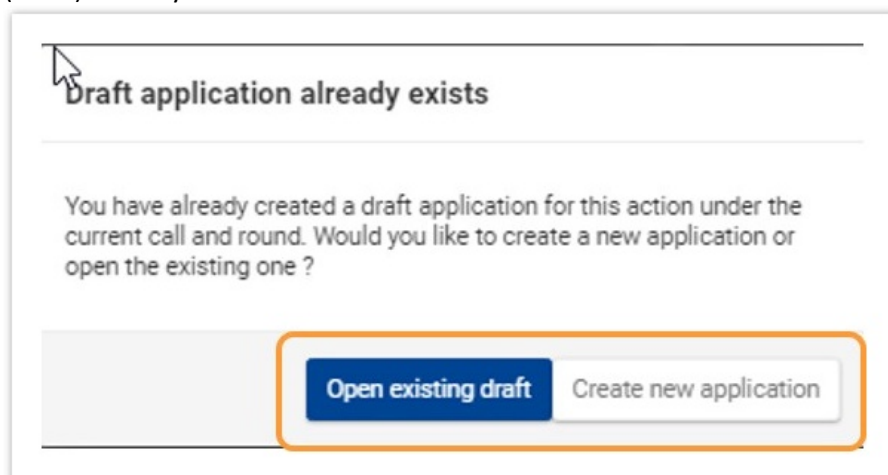 Draft application already exists
You have already created a draft application for this action under the
current call and round. Would you like to create a new application or
open the existing one ?
Open existing draft Create new application